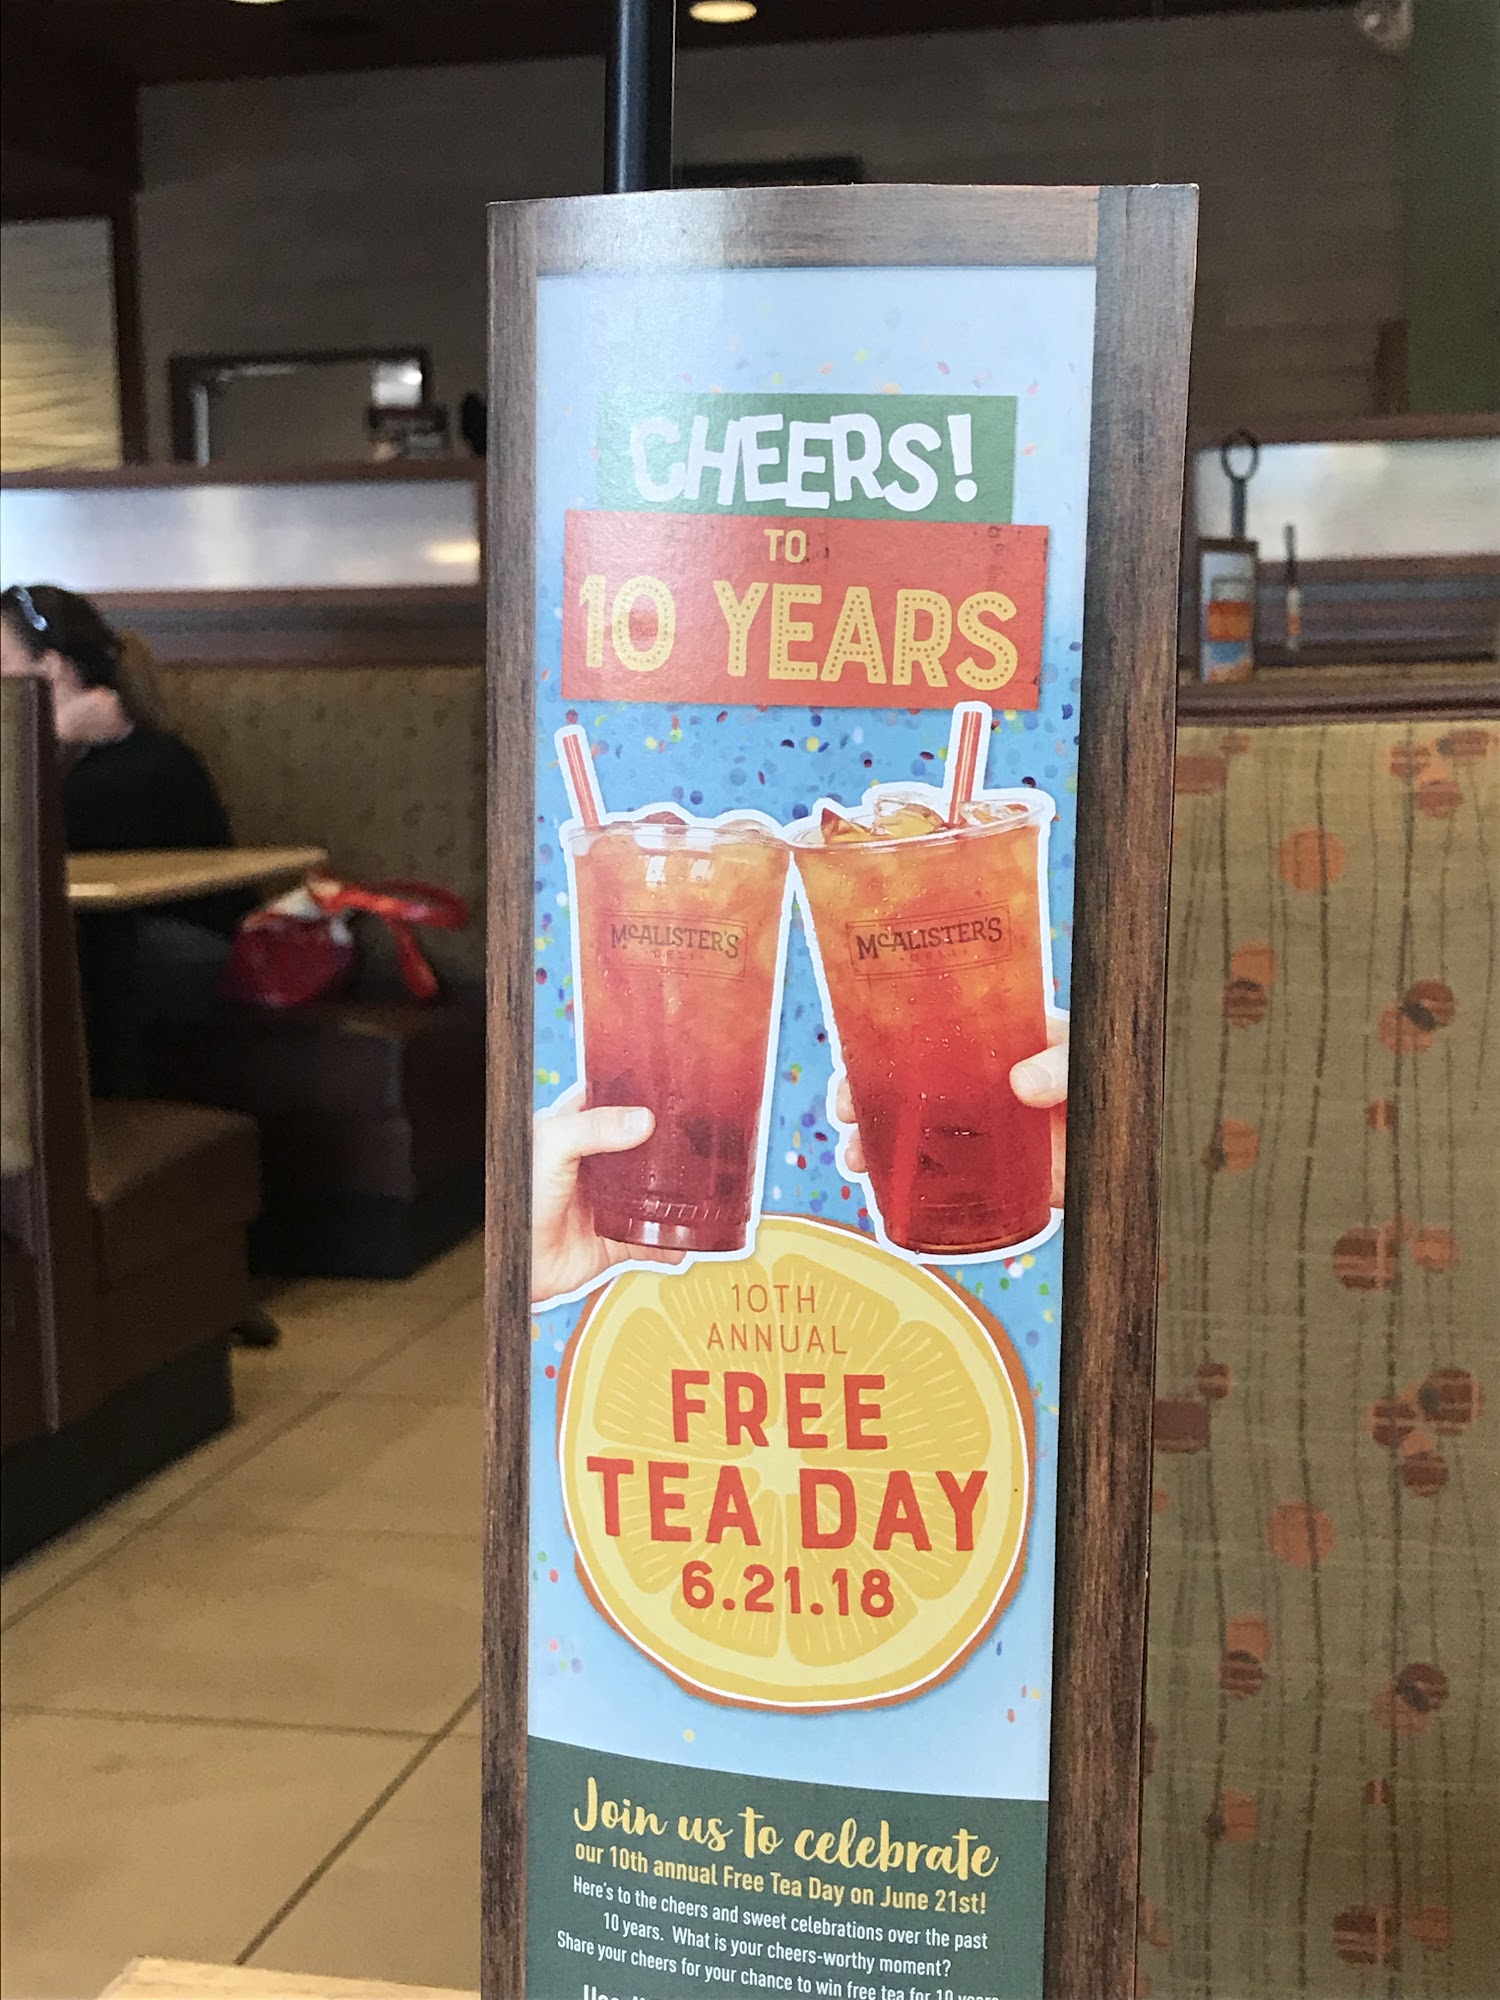 CHEERS!
TO
10 YEARS
McALISTER'S
DELI
McALISTER'S
DELI
10TH
ANNUAL
FREE
TEA DAY
6.21.18
Join us to celebrate
our 10th annual Free Tea Day on June 21st!
Here's to the cheers and sweet celebrations over the past
10 years. What is your cheers-worthy moment?
Share your cheers for your chance to win free tea for 10 years